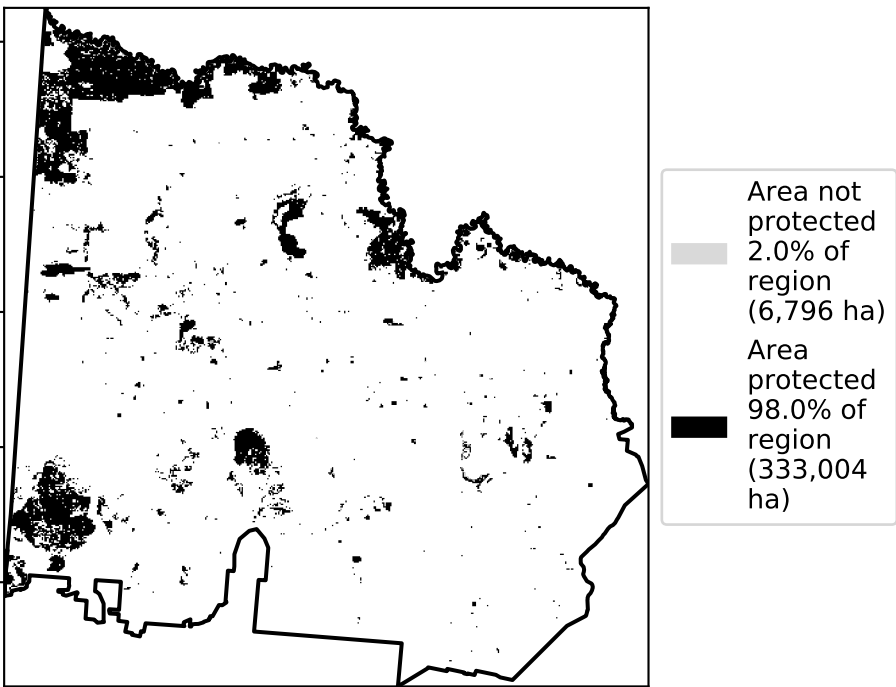 Area not
protected
2.0% of
region
(6,796 ha)
Area
protected
98.0% of
region
(333,004
ha)